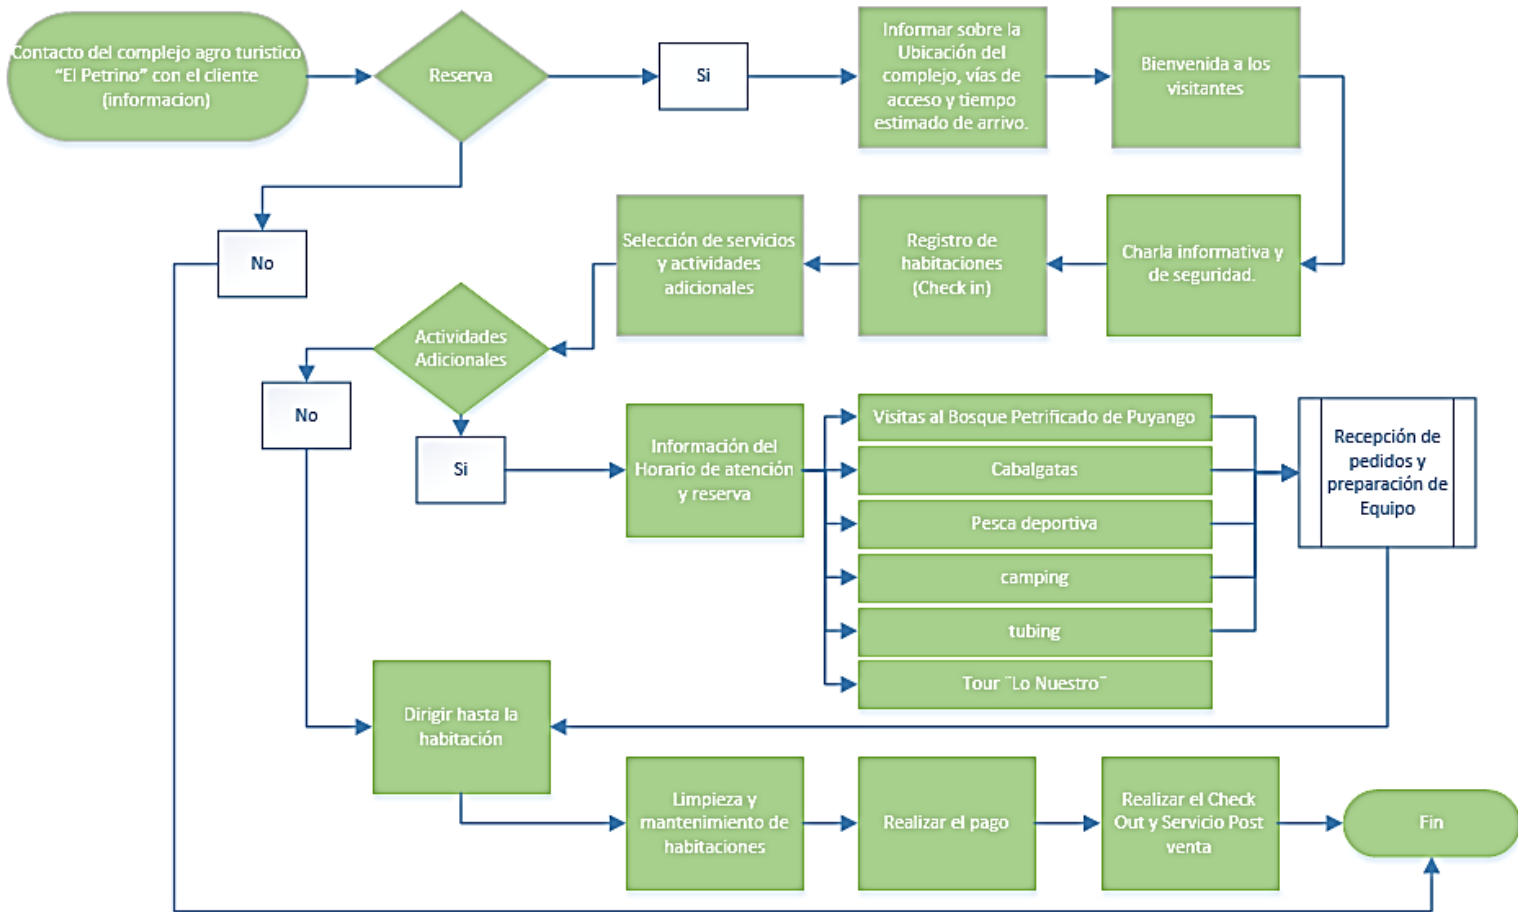 Contacto del complejo agro turistico
"El Petrino" con el cliente
(informacion)
Reserva
Si
Informar sobre la
Ubicación del
complejo, vías de
acceso y tiempo
estimado de arrivo.
Bienvenida a los
visitantes
No
Selección de servicios
y actividades
adicionales
Registro de
habitaciones
(Check in)
Charla informativa y
de seguridad.
Actividades
Adicionales
No
Si
Información del
Horario de atención
y reserva
Visitas al Bosque Petrificado de Puyango
Cabalgatas
Pesca deportiva
camping
tubing
Tour ¨Lo Nuestro¨
Recepción de
pedidos y
preparación de
Equipo
Dirigir hasta la
habitación
Limpieza y
mantenimiento de
habitaciones
Realizar el pago
Realizar el Check
Out y Servicio Post
venta
Fin